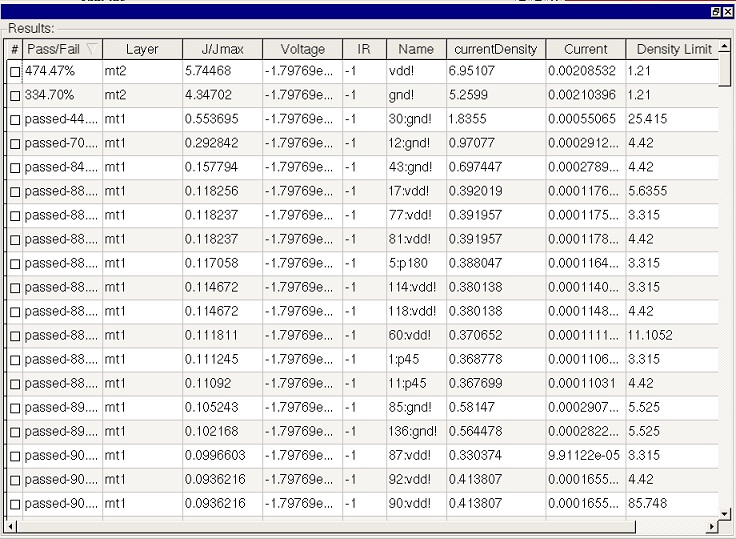 Results:
# Pass/Fail Layer J/Jmax Voltage IR Name currentDensity Current Density Limit
474.47% mt2 5.74468 -1.79769e... -1 vdd! 6.95107 0.00208532 1.21
334.70% mt2 4.34702 -1.79769e... -1 gnd! 5.2599 0.00210396 1.21
passed-44.... mt1 0.553695 -1.79769e... -1 30:gnd! 1.8355 0.00055065 25.415
passed-70.... mt1 0.292842 -1.79769e... -1 12:gnd! 0.97077 0.0002912... 4.42
passed-84.... mt1 0.157794 -1.79769e... -1 43:gnd! 0.697447 0.0002789... 4.42
passed-88.... mt1 0.118256 -1.79769e... -1 17:vdd! 0.392019 0.0001176... 5.6355
passed-88.... mt1 0.118237 -1.79769e... -1 77:vdd! 0.391957 0.0001175... 3.315
passed-88.... mt1 0.118237 -1.79769e... -1 81:vdd! 0.391957 0.0001178... 4.42
passed-88.... mt1 0.117058 -1.79769e... -1 5:p180 0.388047 0.0001164... 3.315
passed-88.... mt1 0.114672 -1.79769e... -1 114:vdd! 0.380138 0.0001140... 3.315
passed-88.... mt1 0.114672 -1.79769e... -1 118:vdd! 0.380138 0.0001148... 4.42
passed-88.... mt1 0.111811 -1.79769e... -1 60:vdd! 0.370652 0.0001111... 11.1052
passed-88.... mt1 0.111245 -1.79769e... -1 1:p45 0.368778 0.0001106... 3.315
passed-88.... mt1 0.11092 -1.79769e... -1 11:p45 0.367699 0.00011031 4.42
passed-89.... mt1 0.105243 -1.79769e... -1 85:gnd! 0.58147 0.0002907... 5.525
passed-89.... mt1 0.102168 -1.79769e... -1 136:gnd! 0.564478 0.0002822... 5.525
passed-90.... mt1 0.0996603 -1.79769e... -1 87:vdd! 0.330374 9.91122e-05 3.315
passed-90.... mt1 0.0936216 -1.79769e... -1 92:vdd! 0.413807 0.0001655... 4.42
passed-90.... mt1 0.0936216 -1.79769e... -1 90:vdd! 0.413807 0.0001655... 85.748